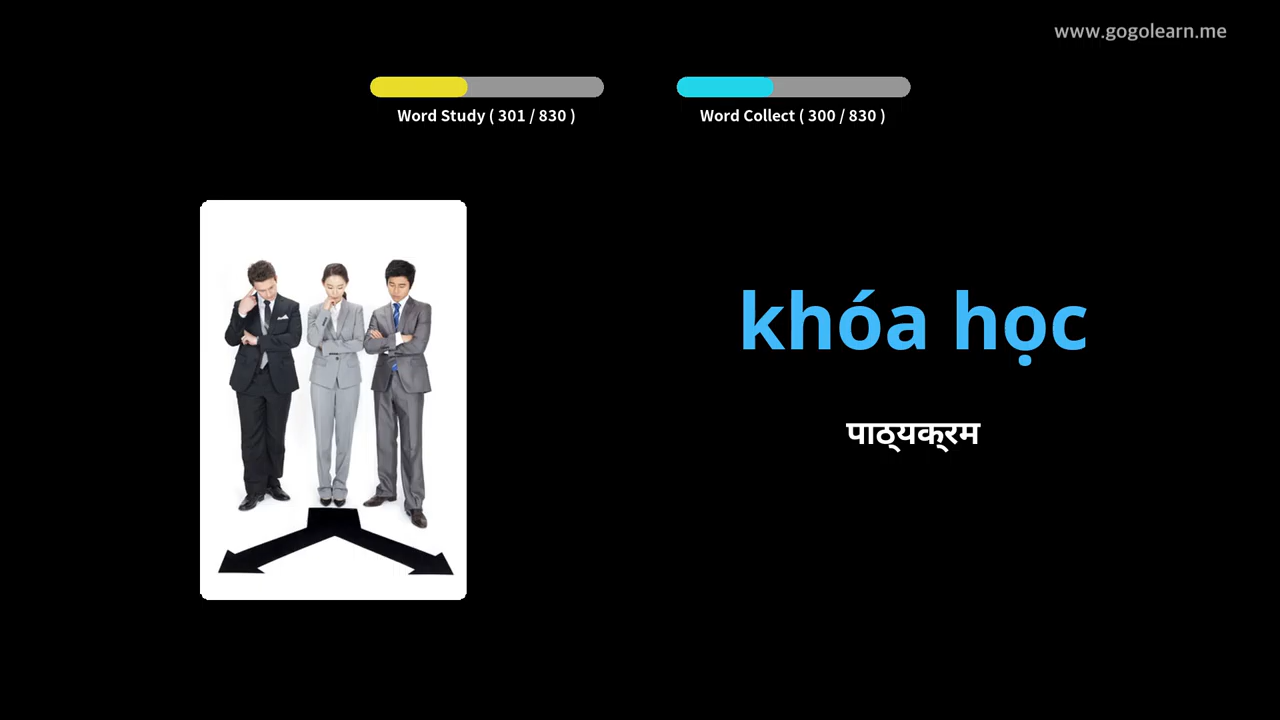 www.gogolearn.me
Word Study ( 301 / 830 )
Word Collect ( 300 / 830 )
khóa học
पाठ्यक्रम